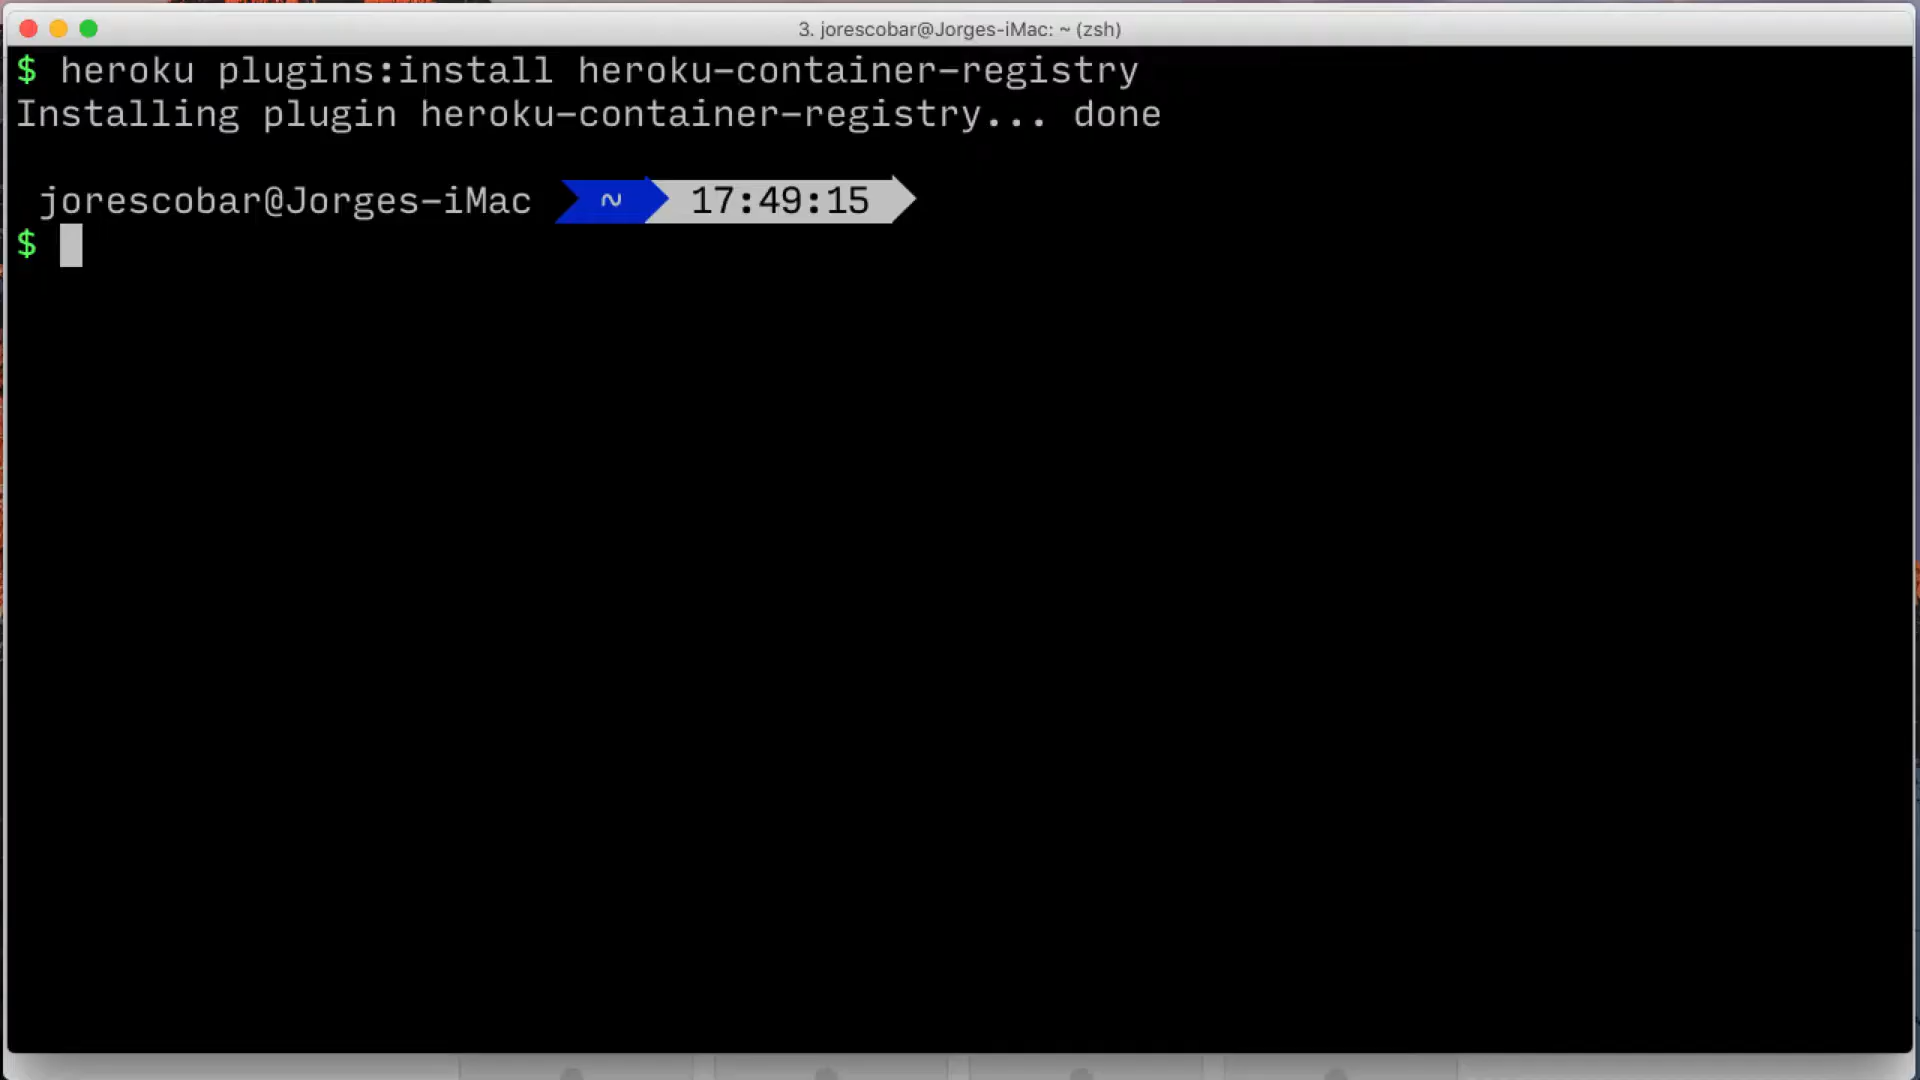 3. jorescobar@Jorges-iMac: ~ (zsh)
$ heroku plugins:install heroku-container-registry
Installing plugin heroku-container-registry... done
jorescobar@Jorges-iMac ~ 17:49:15
$